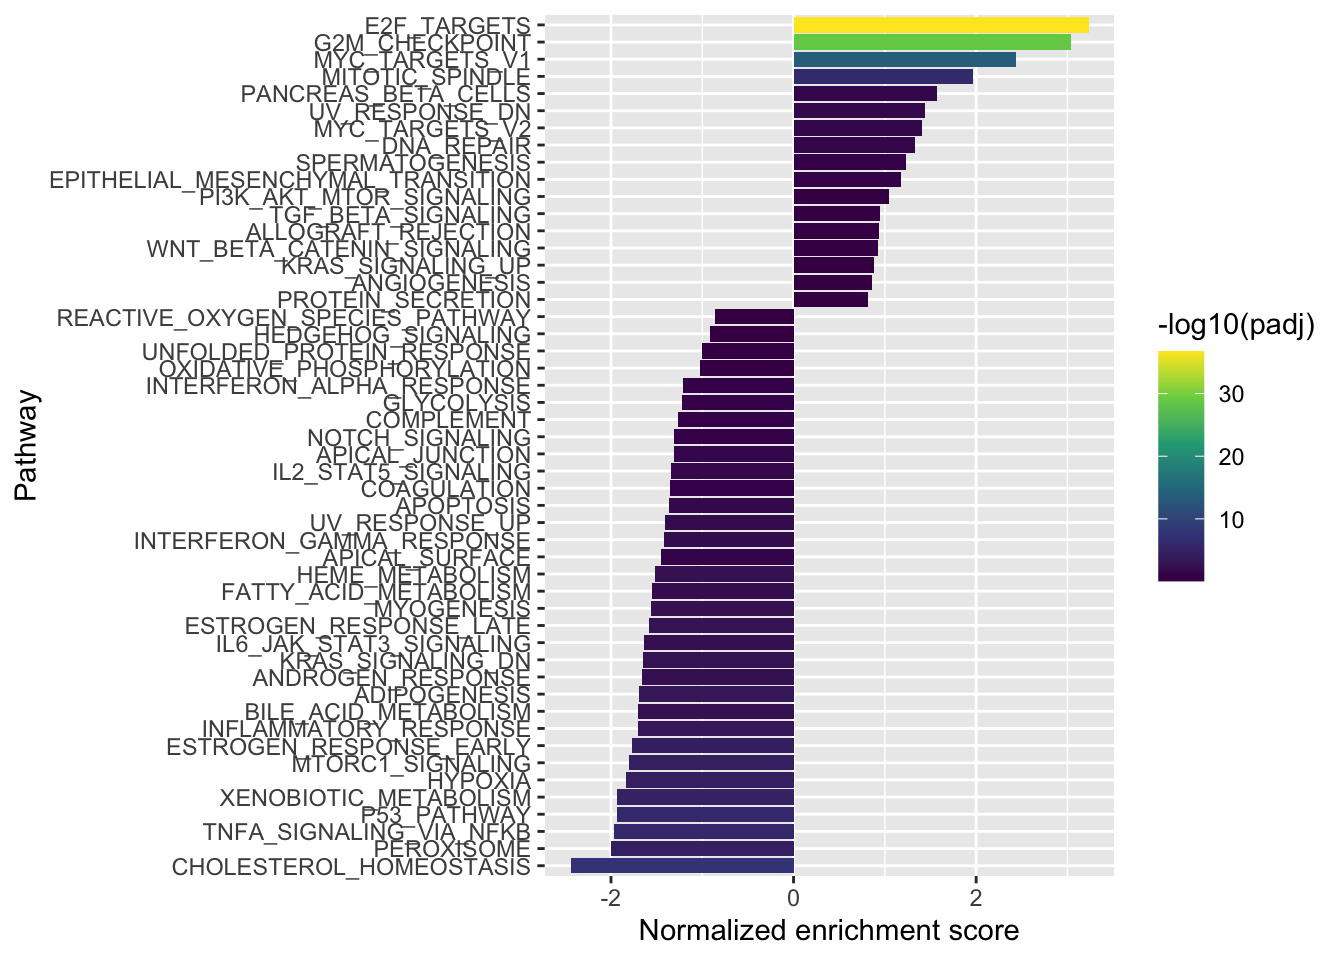 E2F_TARGETS
G2M_CHECKPOINT
MYC_TARGETS_V1
MITOTIC_SPINDLE
PANCREAS_BETA_CELLS
UV_RESPONSE_DN
MYC_TARGETS_V2
DNA_REPAIR
SPERMATOGENESIS
EPITHELIAL_MESENCHYMAL_TRANSITION
PI3K_AKT_MTOR_SIGNALING
TGF_BETA_SIGNALING
ALLOGRAFT_REJECTION
WNT_BETA_CATENIN_SIGNALING
KRAS_SIGNALING_UP
ANGIOGENESIS
PROTEIN_SECRETION
REACTIVE_OXYGEN_SPECIES_PATHWAY
HEDGEHOG_SIGNALING
UNFOLDED_PROTEIN_RESPONSE
OXIDATIVE_PHOSPHORYLATION
INTERFERON_ALPHA_RESPONSE
GLYCOLYSIS
COMPLEMENT
NOTCH_SIGNALING
APICAL_JUNCTION
IL2_STAT5_SIGNALING
COAGULATION
APOPTOSIS
UV_RESPONSE_UP
INTERFERON_GAMMA_RESPONSE
APICAL_SURFACE
HEME_METABOLISM
FATTY_ACID_METABOLISM
MYOGENESIS
ESTROGEN_RESPONSE_LATE
IL6_JAK_STAT3_SIGNALING
KRAS_SIGNALING_DN
ANDROGEN_RESPONSE
ADIPOGENESIS
BILE_ACID_METABOLISM
INFLAMMATORY_RESPONSE
ESTROGEN_RESPONSE_EARLY
MTORC1_SIGNALING
HYPOXIA
XENOBIOTIC_METABOLISM
P53_PATHWAY
TNFA_SIGNALING_VIA_NFKB
PEROXISOME
CHOLESTEROL_HOMEOSTASIS
Pathway
-2 0 2
Normalized enrichment score
-log10(padj)
30
20
10